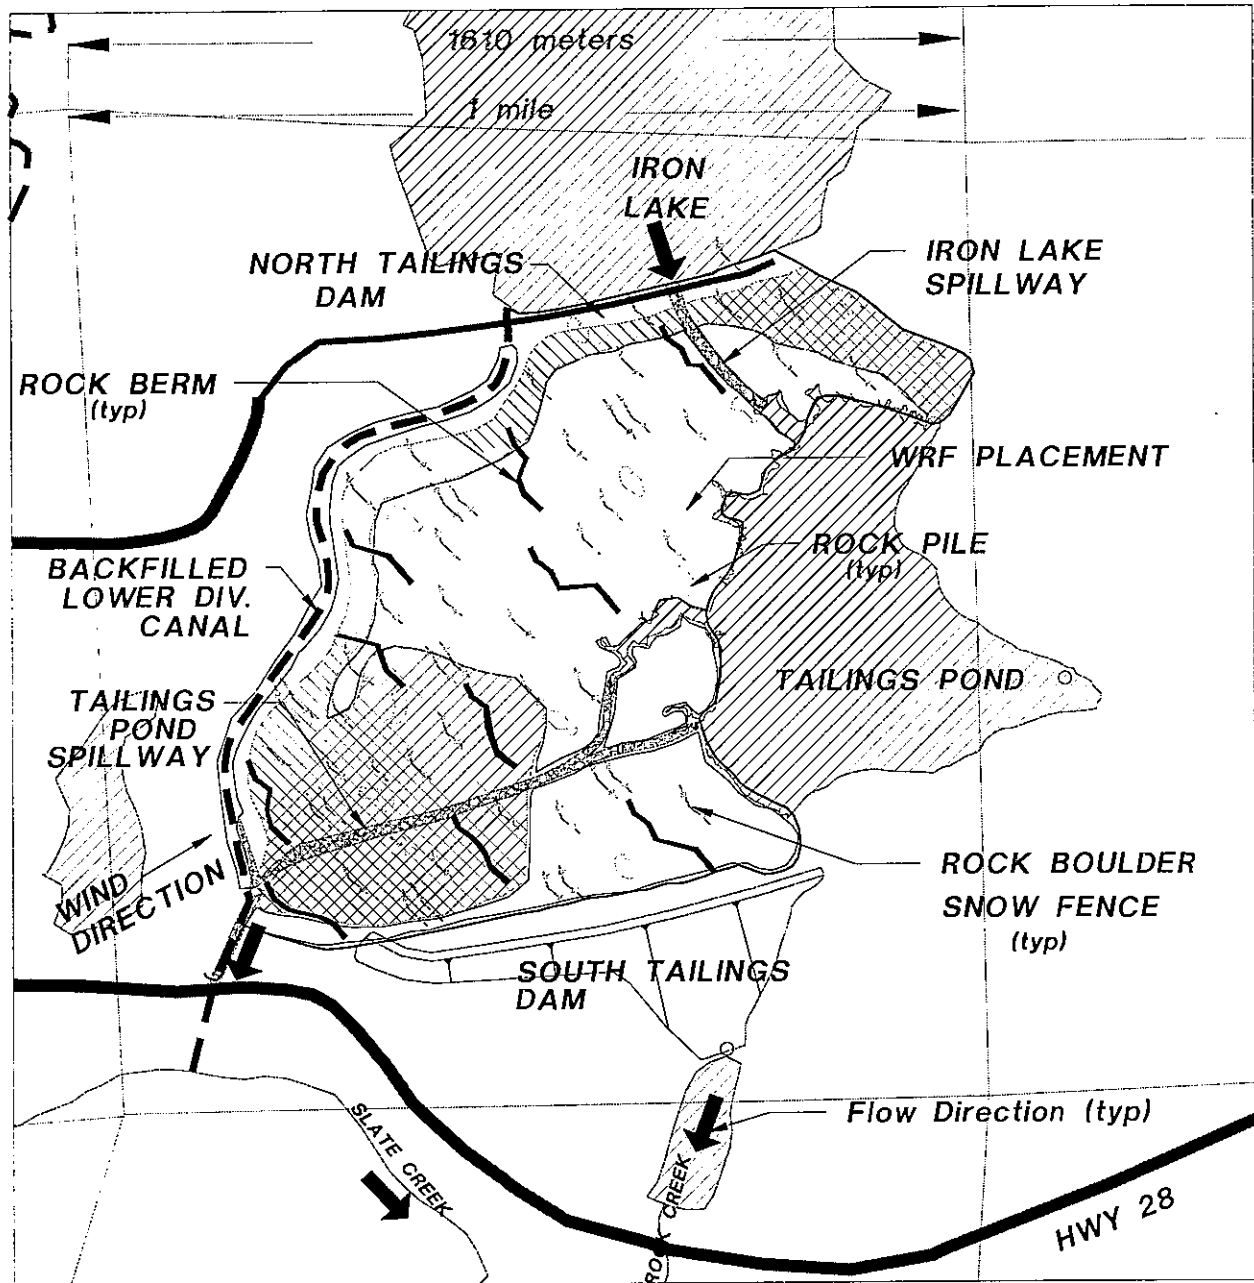 1610 meters
1 mile
IRON
LAKE
IRON LAKE
SPILLWAY
NORTH TAILINGS
DAM
ROCK BERM
(typ)
WRF PLACEMENT
ROCK PILE
(typ)
BACKFILLED
LOWER DIV.
CANAL
TAILINGS POND
TAILINGS
POND
SPILLWAY
WIND
DIRECTION
ROCK BOULDER
SNOW FENCE
(typ)
SOUTH TAILINGS
DAM
Flow Direction (typ)
SLATE CREEK
ROCK CREEK
HWY 28